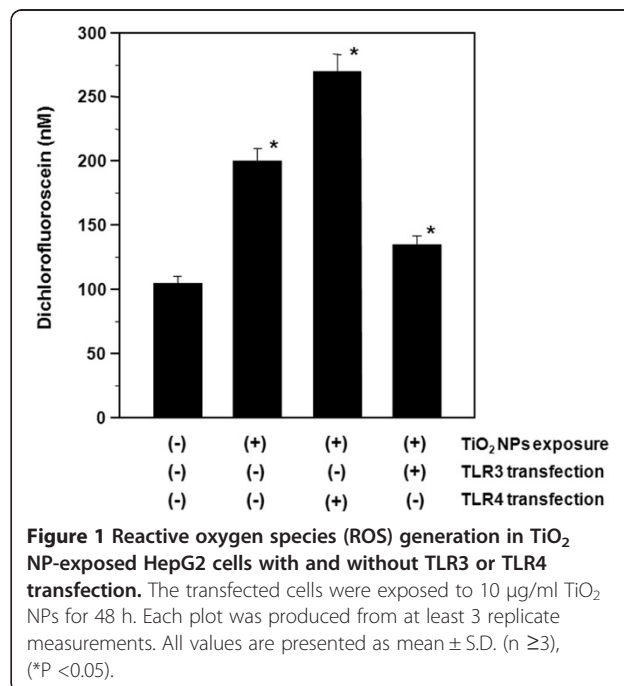 300
250
200
150
100
50
0
Dichlorofluoroscein (nM)
*
*
*
(-) (+) (+) (+) TiO₂ NPs exposure
(-) (-) (-) (+) TLR3 transfection
(-) (-) (+) (-) TLR4 transfection
Figure 1 Reactive oxygen species (ROS) generation in TiO₂
NP-exposed HepG2 cells with and without TLR3 or TLR4
transfection. The transfected cells were exposed to 10 μg/ml TiO₂
NPs for 48 h. Each plot was produced from at least 3 replicate
measurements. All values are presented as mean ± S.D. (n ≥3),
(*P <0.05).